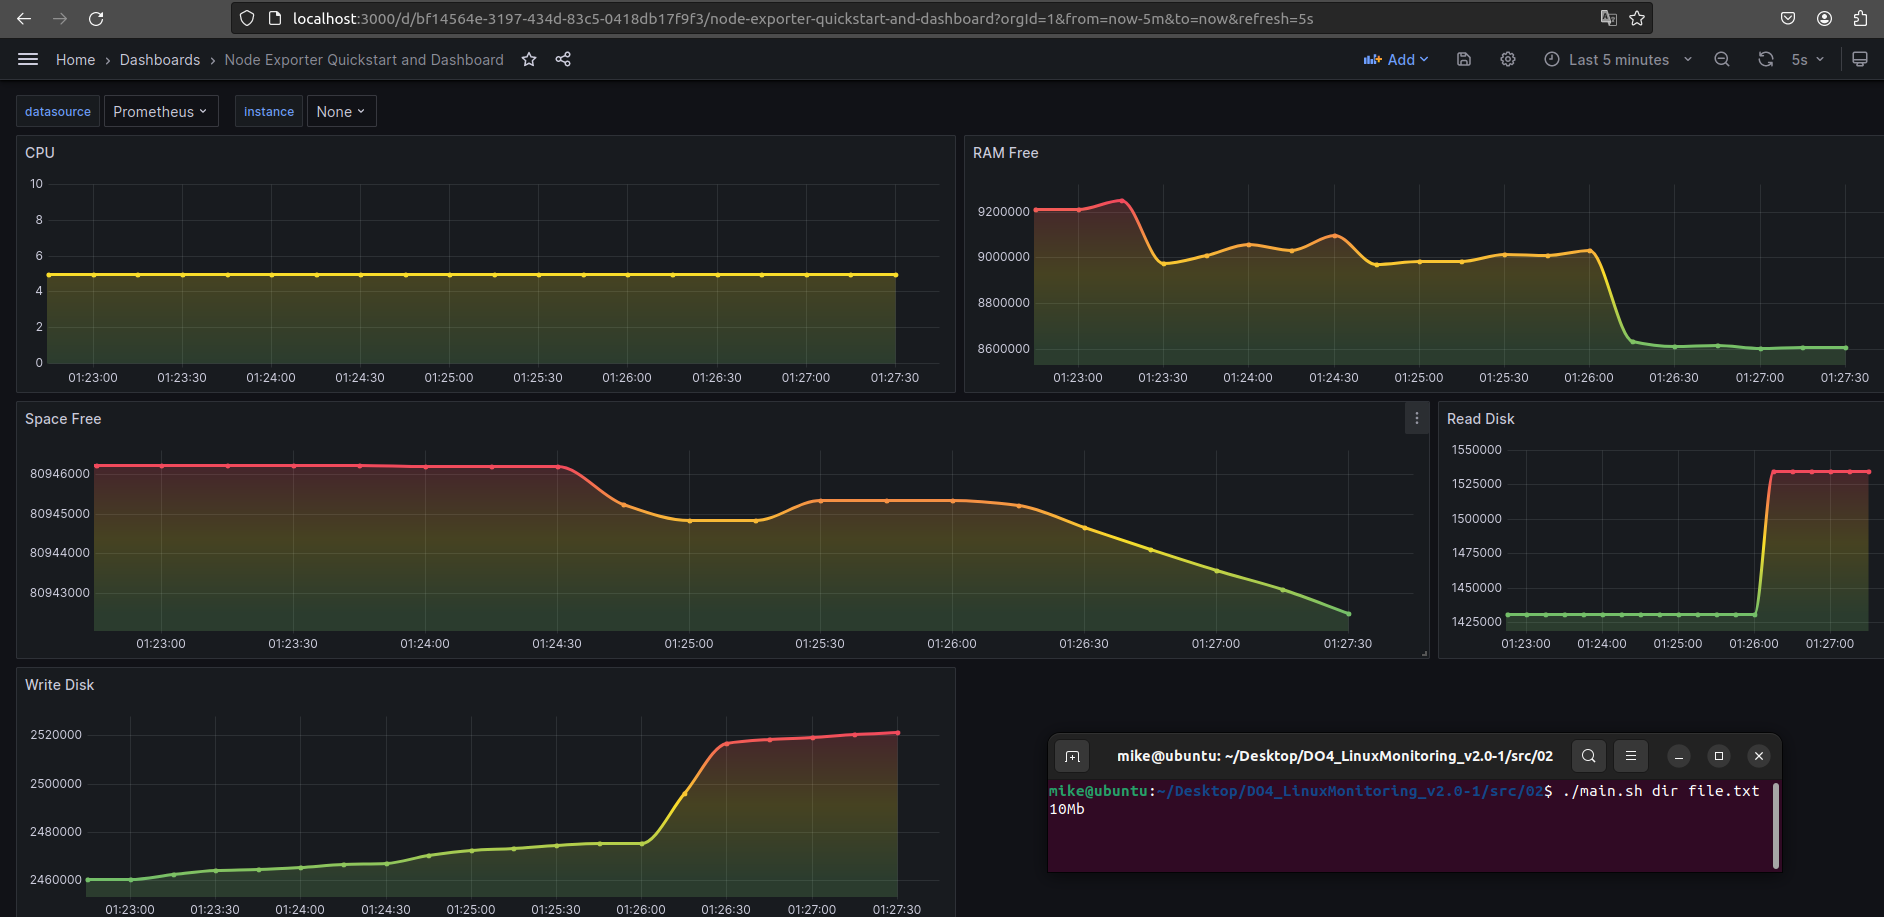 localhost:3000/d/bf14564e-3197-434d-83c5-0418db17f9f3/node-exporter-quickstart-and-dashboard?orgId=1&from=now-5m&to=now&refresh=5s
Home › Dashboards › Node Exporter Quickstart and Dashboard
Add
Last 5 minutes
5s
datasource Prometheus instance None
CPU
10
8
6
4
2
0
01:23:00 01:23:30 01:24:00 01:24:30 01:25:00 01:25:30 01:26:00 01:26:30 01:27:00 01:27:30
RAM Free
9200000
9000000
8800000
8600000
01:23:00 01:23:30 01:24:00 01:24:30 01:25:00 01:25:30 01:26:00 01:26:30 01:27:00 01:27:30
Space Free
80946000
80945000
80944000
80943000
01:23:00 01:23:30 01:24:00 01:24:30 01:25:00 01:25:30 01:26:00 01:26:30 01:27:00 01:27:30
Read Disk
1550000
1525000
1500000
1475000
1450000
1425000
01:23:00 01:24:00 01:25:00 01:26:00 01:27:00
Write Disk
2520000
2500000
2480000
2460000
01:23:00 01:23:30 01:24:00 01:24:30 01:25:00 01:25:30 01:26:00 01:26:30 01:27:00 01:27:30
mike@ubuntu: ~/Desktop/DO4_LinuxMonitoring_v2.0-1/src/02
mike@ubuntu:~/Desktop/DO4_LinuxMonitoring_v2.0-1/src/02$ ./main.sh dir file.txt
10Mb